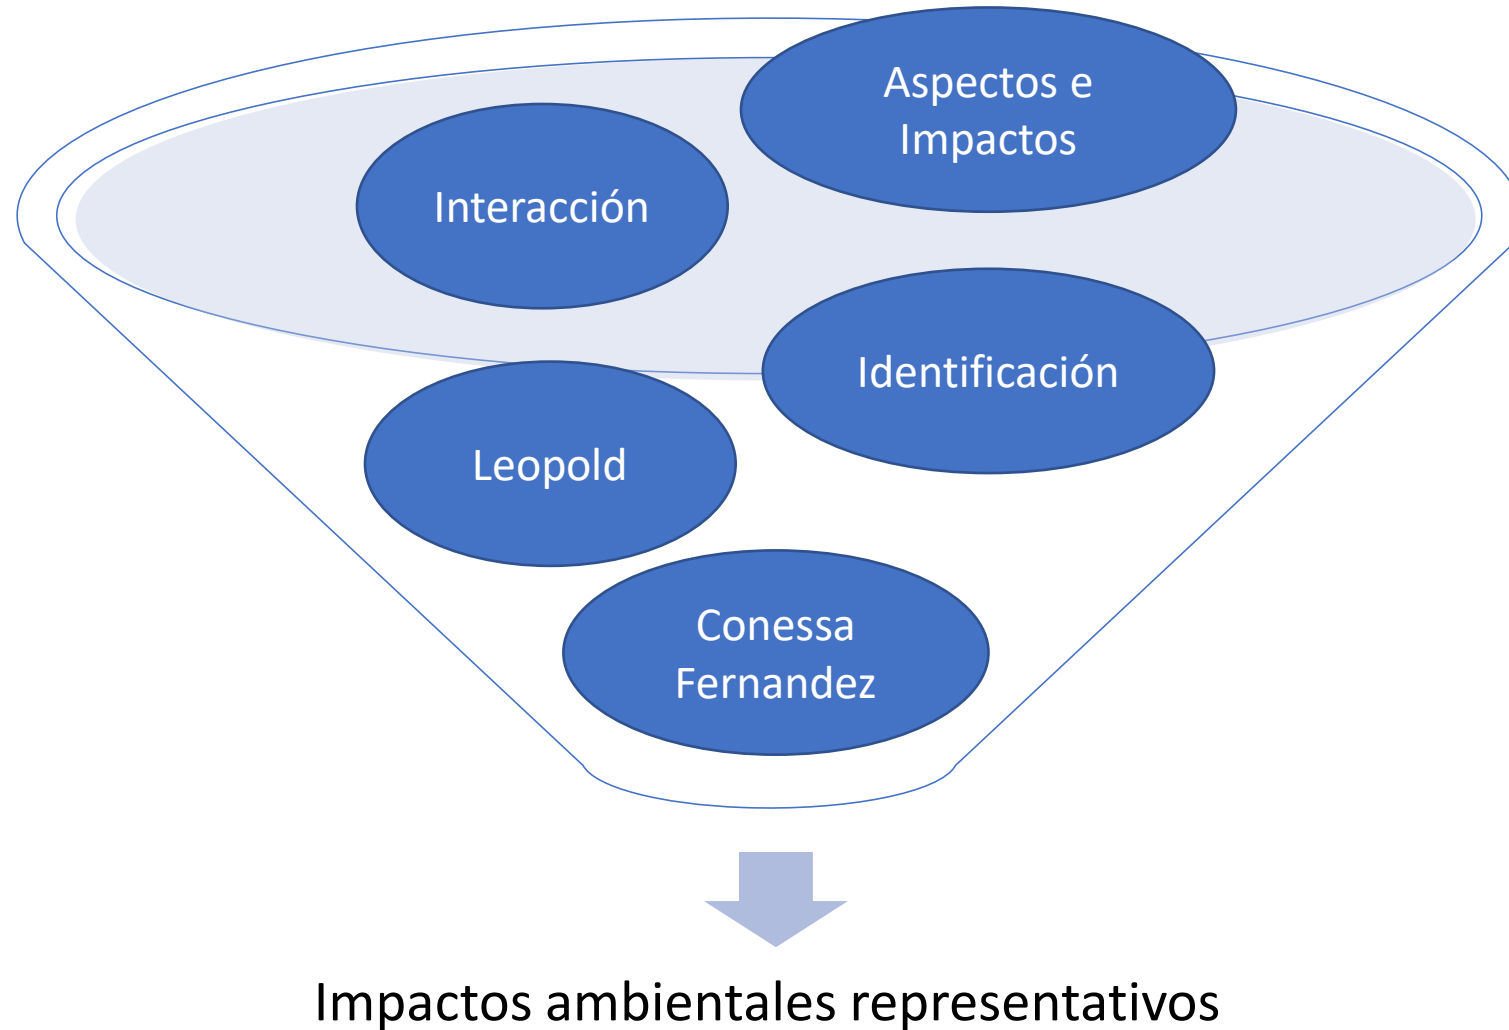 Aspectos e
Impactos
Interacción
Identificación
Leopold
Conessa
Fernandez
Impactos ambientales representativos